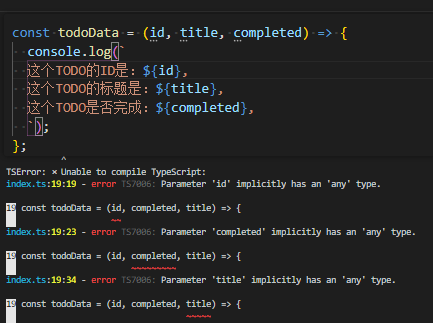 const todoData = (id, title, completed) => {
console.log(`
这个TODO的ID是：${id},
这个TODO的标题是：${title},
这个TODO是否完成：${completed},
`);
};
TSError: ⨯ Unable to compile TypeScript:
index.ts:19:19 - error TS7006: Parameter 'id' implicitly has an 'any' type.
19 const todoData = (id, completed, title) => {
~~
index.ts:19:23 - error TS7006: Parameter 'completed' implicitly has an 'any' type.
19 const todoData = (id, completed, title) => {
~~~~~~~~~
index.ts:19:34 - error TS7006: Parameter 'title' implicitly has an 'any' type.
19 const todoData = (id, completed, title) => {
~~~~~